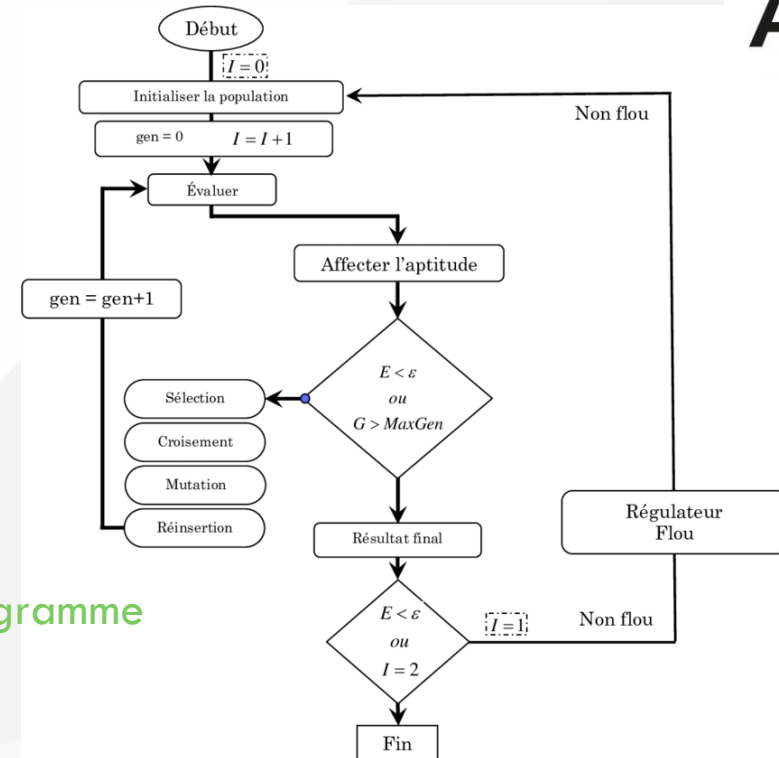 A
Début
I = 0
Initialiser la population
Non flou
gen = 0 I = I +1
Évaluer
Affecter l'aptitude
gen = gen+1
E < ε
ou
G > MaxGen
Sélection
Croisement
Mutation
Réinsertion
Régulateur
Flou
Résultat final
gramme
E < ε
ou
I = 2
I = 1
Non flou
Fin